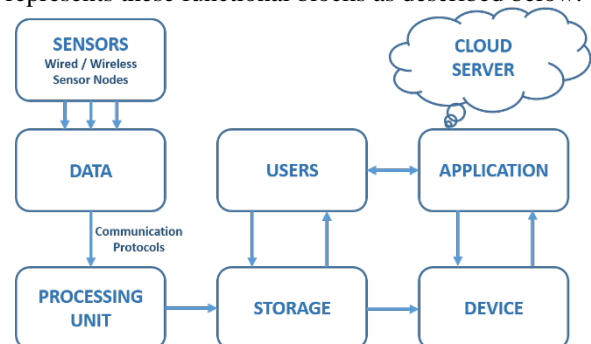 represents these functional blocks as described below.
SENSORS
Wired / Wireless
Sensor Nodes
CLOUD
SERVER
DATA
USERS
APPLICATION
Communication
Protocols
PROCESSING
UNIT
STORAGE
DEVICE